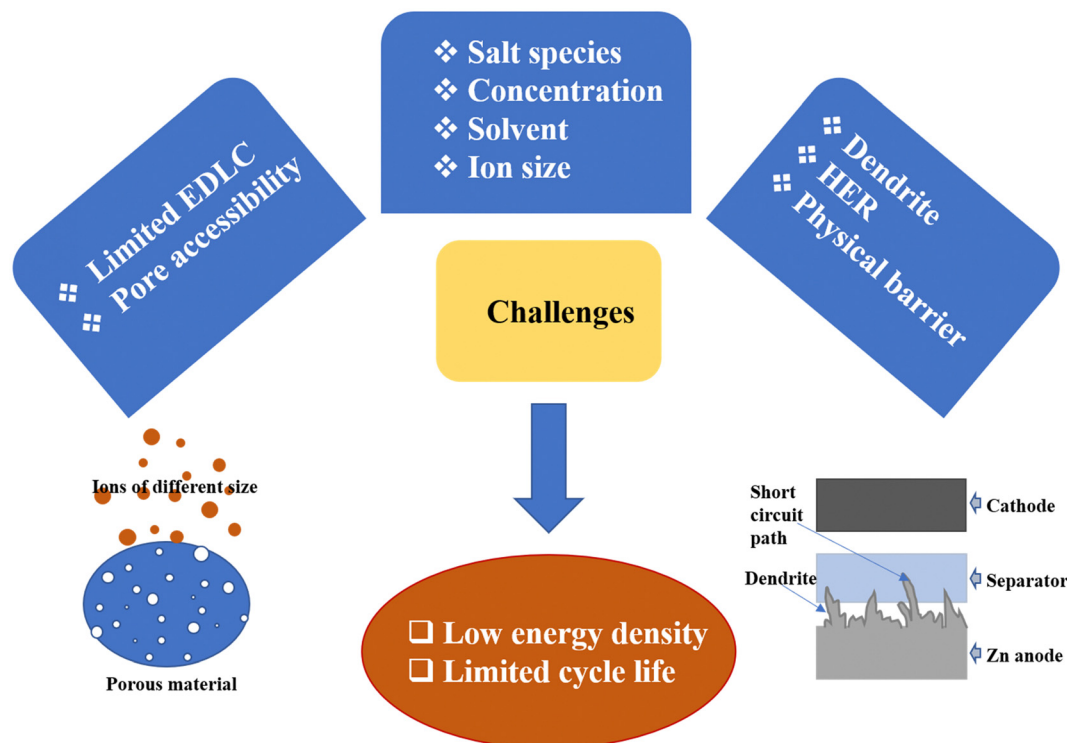 Salt species
Concentration
Solvent
Ion size
Limited EDLC
Pore accessibility
Dendrite
HER
Physical barrier
Challenges
Ions of different size
Porous material
Low energy density
Limited cycle life
Short
circuit
path
Dendrite
Cathode
Separator
Zn anode